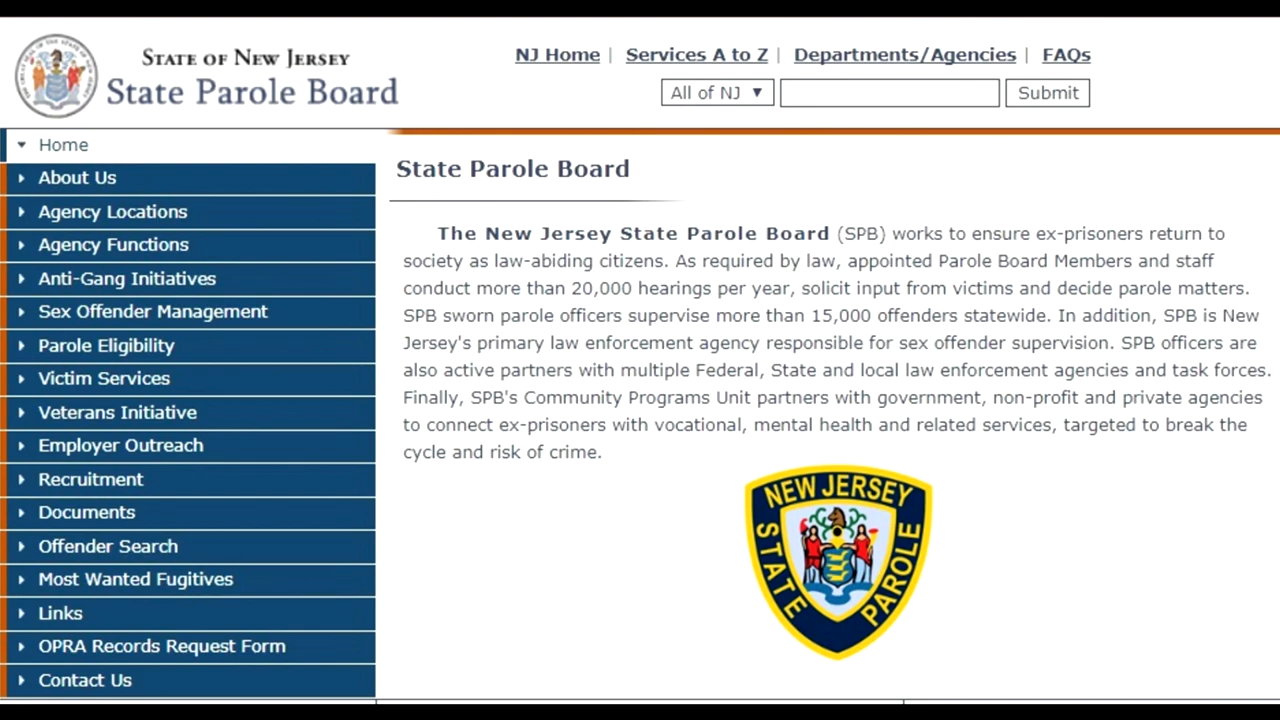 STATE OF NEW JERSEY
State Parole Board
NJ Home | Services A to Z | Departments/Agencies | FAQs
All of NJ ▼ Submit
Home
About Us
Agency Locations
Agency Functions
Anti-Gang Initiatives
Sex Offender Management
Parole Eligibility
Victim Services
Veterans Initiative
Employer Outreach
Recruitment
Documents
Offender Search
Most Wanted Fugitives
Links
OPRA Records Request Form
Contact Us
State Parole Board
The New Jersey State Parole Board (SPB) works to ensure ex-prisoners return to
society as law-abiding citizens. As required by law, appointed Parole Board Members and staff
conduct more than 20,000 hearings per year, solicit input from victims and decide parole matters.
SPB sworn parole officers supervise more than 15,000 offenders statewide. In addition, SPB is New
Jersey's primary law enforcement agency responsible for sex offender supervision. SPB officers are
also active partners with multiple Federal, State and local law enforcement agencies and task forces.
Finally, SPB's Community Programs Unit partners with government, non-profit and private agencies
to connect ex-prisoners with vocational, mental health and related services, targeted to break the
cycle and risk of crime.
NEW JERSEY
STATE PAROLE